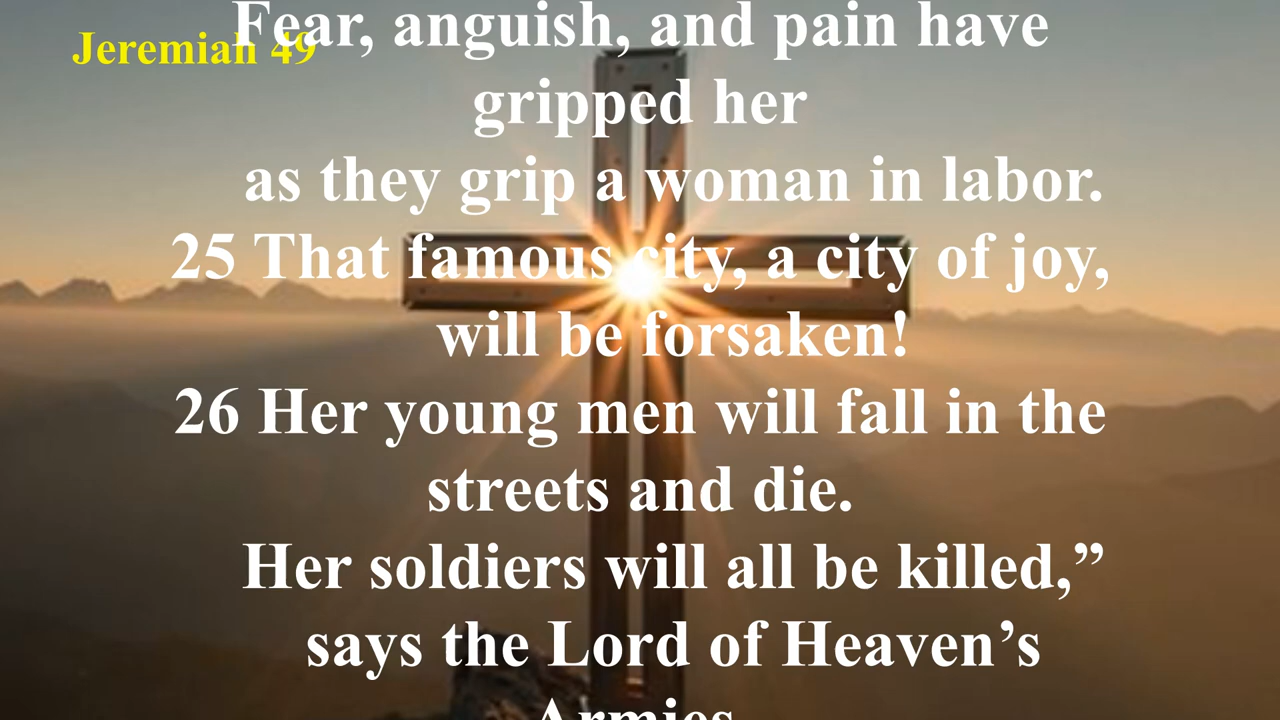 Jeremiah 49
Fear, anguish, and pain have
gripped her
as they grip a woman in labor.
25 That famous city, a city of joy,
will be forsaken!
26 Her young men will fall in the
streets and die.
Her soldiers will all be killed,”
says the Lord of Heaven’s
Armies.